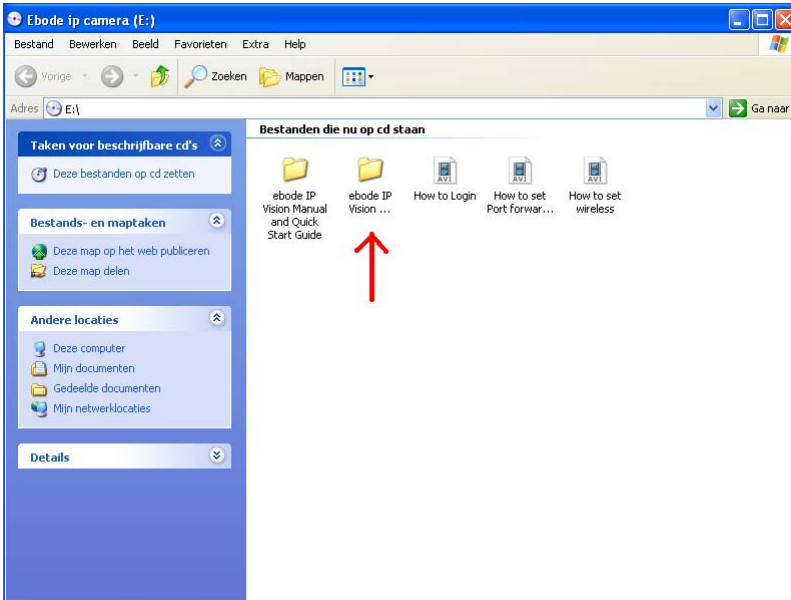 Ebode ip camera (E:)
Bestand Bewerken Beeld Favorieten Extra Help
Vorige Zoeken Mappen
Adres E:\ Ga naar
Taken voor beschrijfbare cd's
Deze bestanden op cd zetten
Bestands- en maptaken
Deze map op het web publiceren
Deze map delen
Andere locaties
Deze computer
Mijn documenten
Gedeelde documenten
Mijn netwerklocaties
Details
Bestanden die nu op cd staan
ebode IP
Vision Manual
and Quick
Start Guide
ebode IP
Vision ...
AVI
How to Login
AVI
How to set
Port forwar...
AVI
How to set
wireless